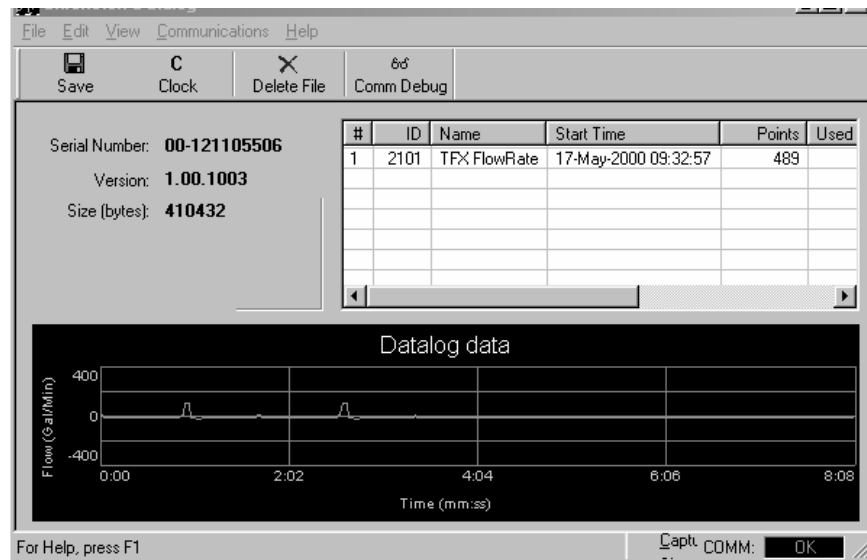 File Edit View Communications Help
C
Save Clock Delete File Comm Debug
Serial Number: 00-121105506
Version: 1.00.1003
Size (bytes): 410432
# ID Name Start Time Points Used
1 2101 TFX FlowRate 17-May-2000 09:32:57 489
Datalog data
Flow (Gal/Min)
400
0
-400
0:00 2:02 4:04 6:06 8:08
Time (mm:ss)
For Help, press F1
COMM: OK